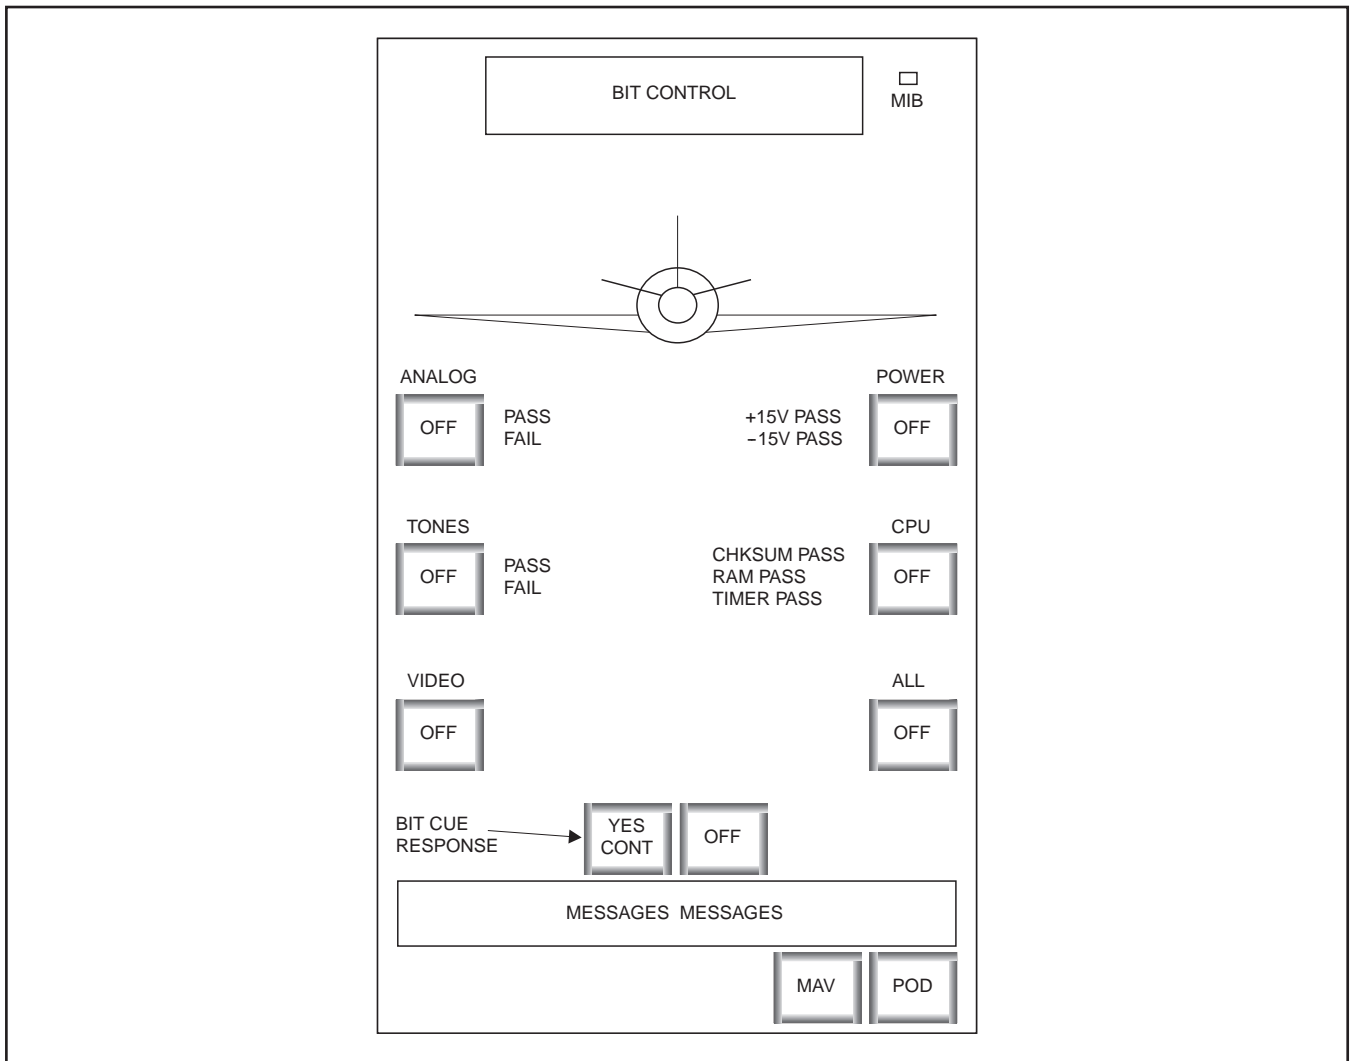 BIT CONTROL
MIB
ANALOG
OFF
PASS
FAIL
POWER
+15V PASS
−15V PASS
OFF
TONES
OFF
PASS
FAIL
CPU
CHKSUM PASS
RAM PASS
TIMER PASS
OFF
VIDEO
OFF
ALL
OFF
BIT CUE
RESPONSE
YES
CONT
OFF
MESSAGES MESSAGES
MAV
POD